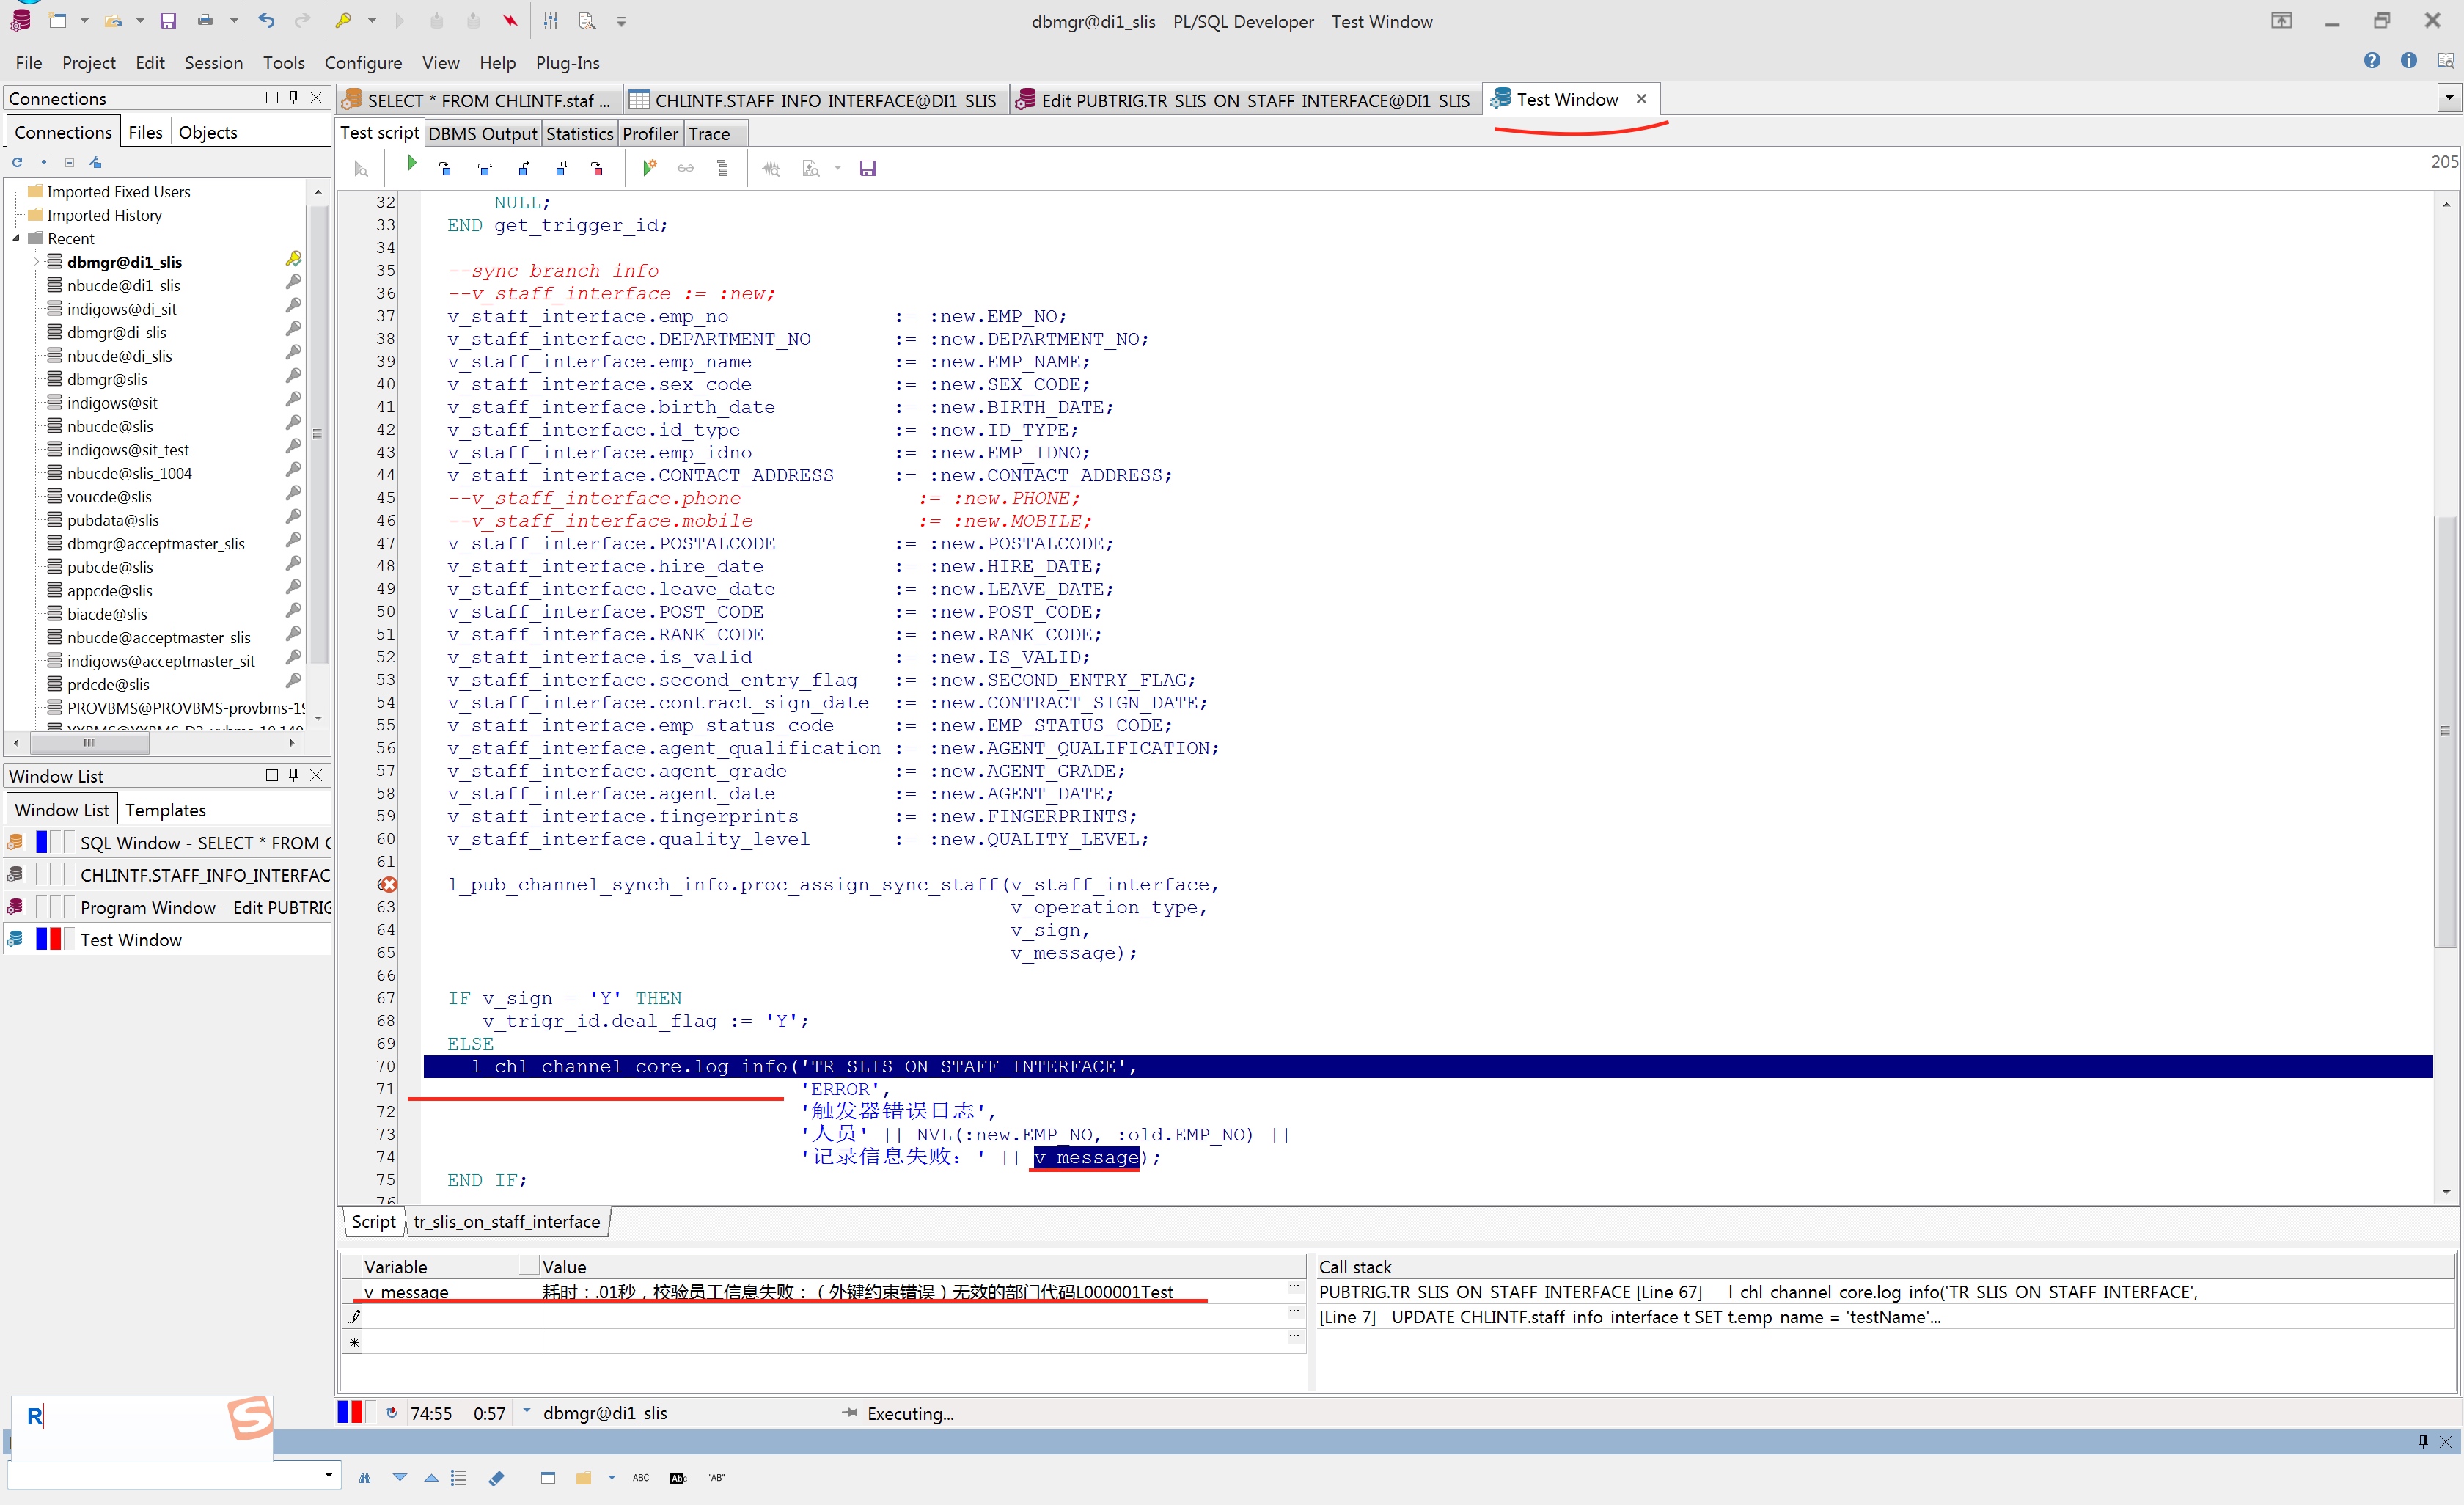 dbmgr@di1_slis - PL/SQL Developer - Test Window
File Project Edit Session Tools Configure View Help Plug-Ins
Connections
Connections Files Objects
Imported Fixed Users
Imported History
Recent
dbmgr@di1_slis
nbucde@di1_slis
indigows@di_sit
dbmgr@di_slis
nbucde@di_slis
dbmgr@slis
indigows@sit
nbucde@slis
indigows@sit_test
nbucde@slis_1004
voucde@slis
pubdata@slis
dbmgr@acceptmaster_slis
pubcde@slis
appcde@slis
biacde@slis
nbucde@acceptmaster_slis
indigows@acceptmaster_sit
prdcde@slis
PROVBMS@PROVBMS-provbms-19
Window List
Window List Templates
SQL Window - SELECT * FROM C
CHLINTF.STAFF_INFO_INTERFAC
Program Window - Edit PUBTRIG
Test Window
SELECT * FROM CHLINTF.staf ... CHLINTF.STAFF_INFO_INTERFACE@DI1_SLIS Edit PUBTRIG.TR_SLIS_ON_STAFF_INTERFACE@DI1_SLIS Test Window
Test script DBMS Output Statistics Profiler Trace
205
32 NULL;
33 END get_trigger_id;
34
35 --sync branch info
36 --v_staff_interface := :new;
37 v_staff_interface.emp_no := :new.EMP_NO;
38 v_staff_interface.DEPARTMENT_NO := :new.DEPARTMENT_NO;
39 v_staff_interface.emp_name := :new.EMP_NAME;
40 v_staff_interface.sex_code := :new.SEX_CODE;
41 v_staff_interface.birth_date := :new.BIRTH_DATE;
42 v_staff_interface.id_type := :new.ID_TYPE;
43 v_staff_interface.emp_idno := :new.EMP_IDNO;
44 v_staff_interface.CONTACT_ADDRESS := :new.CONTACT_ADDRESS;
45 --v_staff_interface.phone := :new.PHONE;
46 --v_staff_interface.mobile := :new.MOBILE;
47 v_staff_interface.POSTALCODE := :new.POSTALCODE;
48 v_staff_interface.hire_date := :new.HIRE_DATE;
49 v_staff_interface.leave_date := :new.LEAVE_DATE;
50 v_staff_interface.POST_CODE := :new.POST_CODE;
51 v_staff_interface.RANK_CODE := :new.RANK_CODE;
52 v_staff_interface.is_valid := :new.IS_VALID;
53 v_staff_interface.second_entry_flag := :new.SECOND_ENTRY_FLAG;
54 v_staff_interface.contract_sign_date := :new.CONTRACT_SIGN_DATE;
55 v_staff_interface.emp_status_code := :new.EMP_STATUS_CODE;
56 v_staff_interface.agent_qualification := :new.AGENT_QUALIFICATION;
57 v_staff_interface.agent_grade := :new.AGENT_GRADE;
58 v_staff_interface.agent_date := :new.AGENT_DATE;
59 v_staff_interface.fingerprints := :new.FINGERPRINTS;
60 v_staff_interface.quality_level := :new.QUALITY_LEVEL;
61
l_pub_channel_synch_info.proc_assign_sync_staff(v_staff_interface,
63 v_operation_type,
64 v_sign,
65 v_message);
66
67 IF v_sign = 'Y' THEN
68 v_trigr_id.deal_flag := 'Y';
69 ELSE
70 l_chl_channel_core.log_info('TR_SLIS_ON_STAFF_INTERFACE',
71 'ERROR',
72 '触发器错误日志',
73 '人员' || NVL(:new.EMP_NO, :old.EMP_NO) ||
74 '记录信息失败：' || v_message);
75 END IF;
76
Script tr_slis_on_staff_interface
Variable Value
v_message 耗时：.01秒，校验员工信息失败：（外键约束错误）无效的部门代码L000001Test
Call stack
PUBTRIG.TR_SLIS_ON_STAFF_INTERFACE [Line 67] l_chl_channel_core.log_info('TR_SLIS_ON_STAFF_INTERFACE',
[Line 7] UPDATE CHLINTF.staff_info_interface t SET t.emp_name = 'testName'...
74:55 0:57 dbmgr@di1_slis Executing...
R
S
ABC Abc "AB"